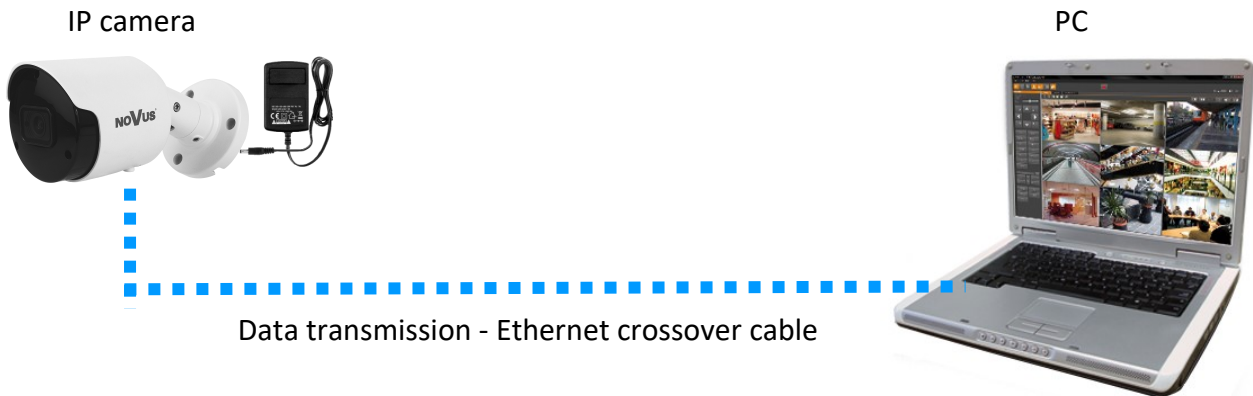 IP camera
PC
NOVUS
Data transmission - Ethernet crossover cable